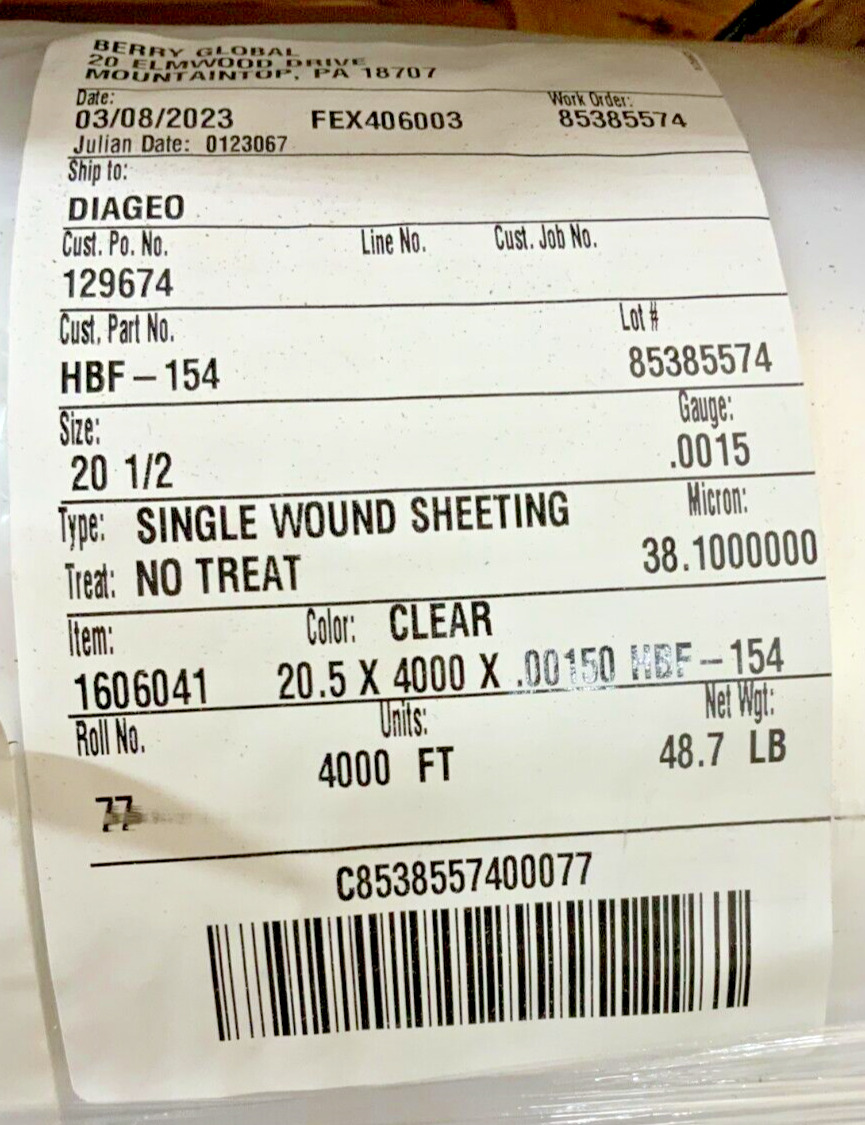 BERRY GLOBAL
20 ELMWOOD DRIVE
MOUNTAINTOP, PA 18707
Date: Work Order:
03/08/2023 FEX406003 85385574
Julian Date: 0123067
Ship to:
DIAGEO
Cust. Po. No. Line No. Cust. Job No.
129674
Cust, Part No. Lot #
HBF-154 85385574
Size: Gauge:
20 1/2 .0015
Type: SINGLE WOUND SHEETING Micron:
Treat: NO TREAT 38.1000000
Item: Color: CLEAR
1606041 20.5 X 4000 X .00150 HBF-154
Roll No. Units: Net Wgt:
4000 FT 48.7 LB
77
C8538557400077